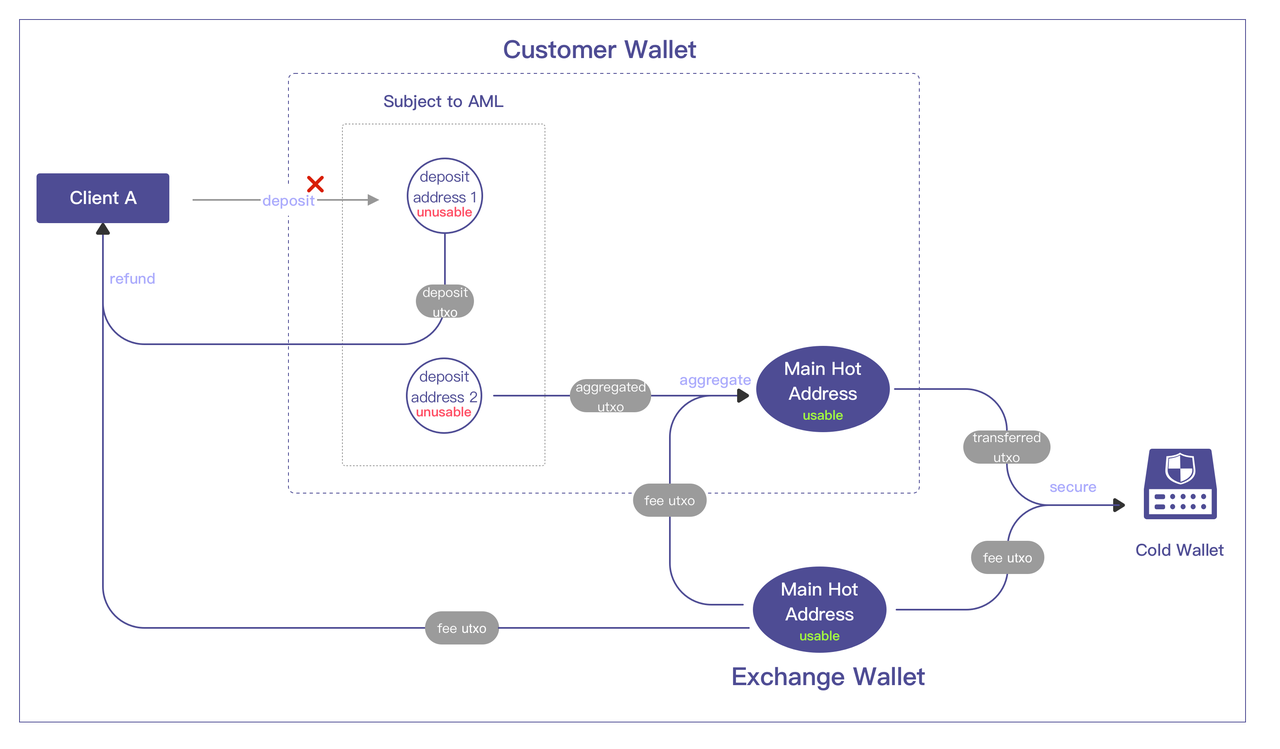 Customer Wallet
Subject to AML
Client A
deposit
deposit
address 1
unusable
refund
deposit
utxo
deposit
address 2
unusable
aggregated
utxo
aggregate
Main Hot
Address
usable
transferred
utxo
secure
fee utxo
Cold Wallet
fee utxo
Main Hot
Address
usable
fee utxo
Exchange Wallet